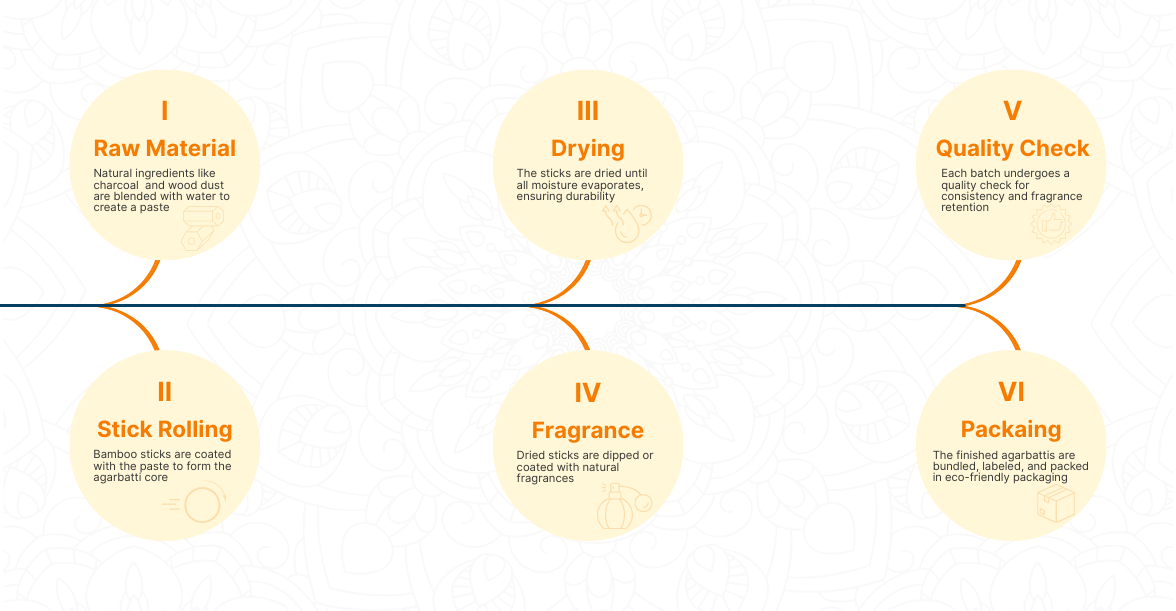 I
Raw Material
Natural ingredients like
charcoal  and wood dust
are blended with water to
create a paste
II
Stick Rolling
Bamboo sticks are coated
with the paste to form the
agarbatti core
III
Drying
The sticks are dried until
all moisture evaporates,
ensuring durability
IV
Fragrance
Dried sticks are dipped or
coated with natural
fragrances
V
Quality Check
Each batch undergoes a
quality check for
consistency and fragrance
retention
VI
Packaing
The finished agarbattis are
bundled, labeled, and packed
in eco-friendly packaging